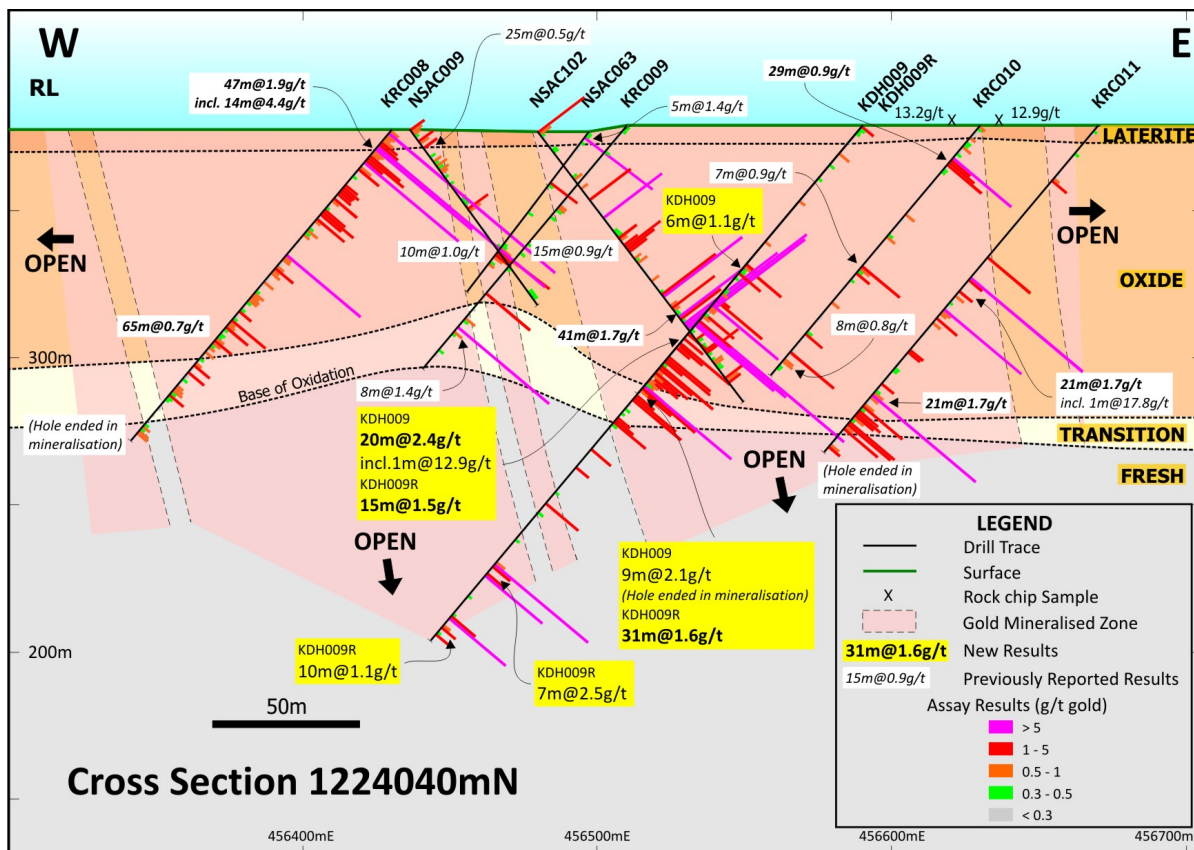 W
E
RL
25m@0.5g/t
47m@1.9g/t
incl. 14m@4.4g/t
KRC008
NSAC009
NSAC102
NSAC063
KRC009
KDH009
KDH009R
KRC010
KRC011
29m@0.9g/t
13.2g/t
X
X
12.9g/t
5m@1.4g/t
LATERITE
7m@0.9g/t
KDH009
6m@1.1g/t
OPEN
OPEN
10m@1.0g/t
15m@0.9g/t
OXIDE
65m@0.7g/t
41m@1.7g/t
8m@0.8g/t
300m
Base of Oxidation
8m@1.4g/t
21m@1.7g/t
incl. 1m@17.8g/t
21m@1.7g/t
(Hole ended in
mineralisation)
KDH009
20m@2.4g/t
incl.1m@12.9g/t
KDH009R
15m@1.5g/t
TRANSITION
OPEN
(Hole ended in
mineralisation)
FRESH
OPEN
KDH009
9m@2.1g/t
(Hole ended in mineralisation)
KDH009R
31m@1.6g/t
200m
KDH009R
10m@1.1g/t
KDH009R
7m@2.5g/t
50m
LEGEND
Drill Trace
Surface
X Rock chip Sample
Gold Mineralised Zone
31m@1.6g/t New Results
15m@0.9g/t Previously Reported Results
Assay Results (g/t gold)
> 5
1 - 5
0.5 - 1
0.3 - 0.5
< 0.3
Cross Section 1224040mN
456400mE
456500mE
456600mE
456700mE